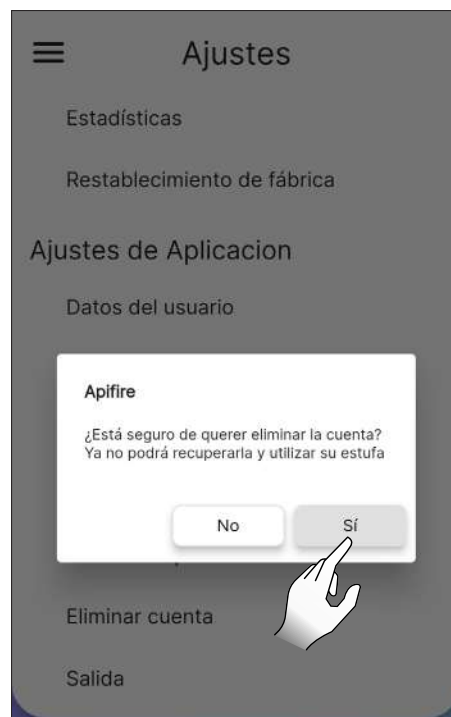 Ajustes
Estadísticas
Restablecimiento de fábrica
Ajustes de Aplicacion
Datos del usuario
Apifire
¿Está seguro de querer eliminar la cuenta?
Ya no podrá recuperarla y utilizar su estufa
No
Sí
Eliminar cuenta
Salida